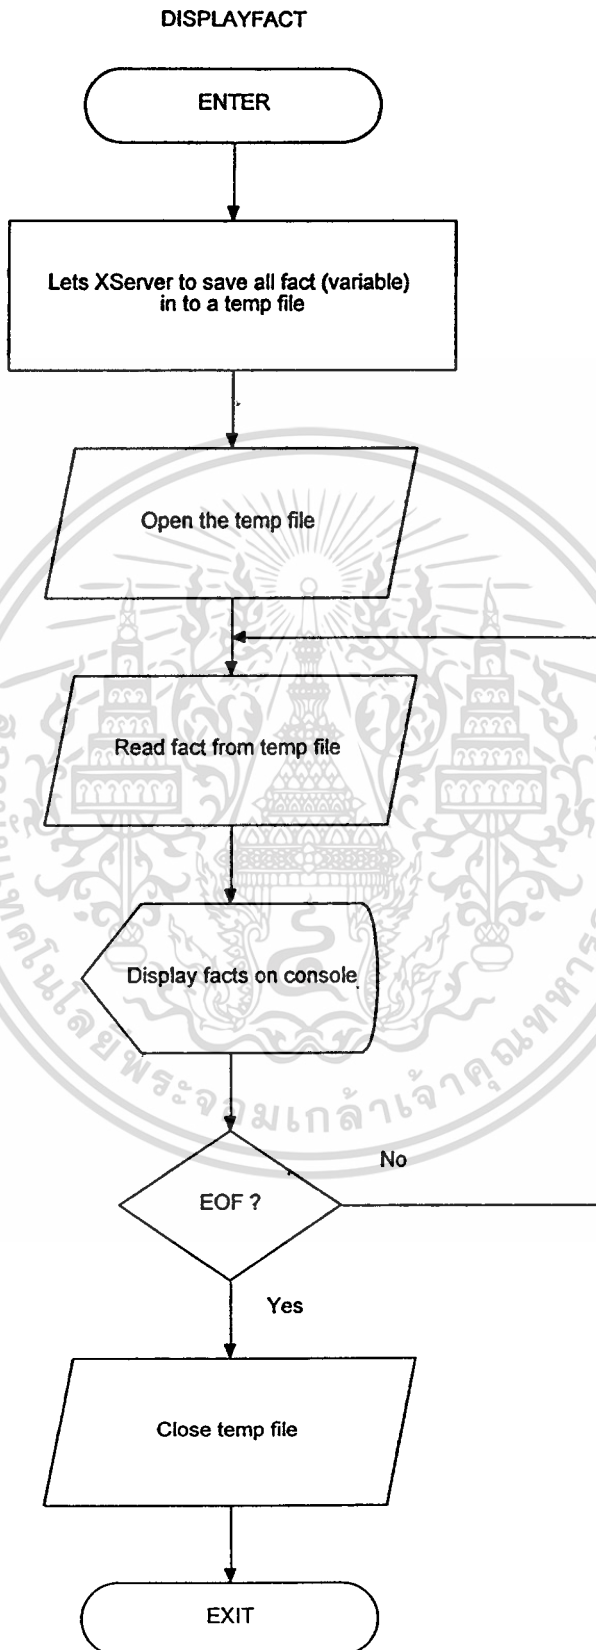 DISPLAYFACT
ENTER
Lets XServer to save all fact (variable)
in to a temp file
Open the temp file
Read fact from temp file
Display facts on console
No
EOF ?
Yes
Close temp file
EXIT